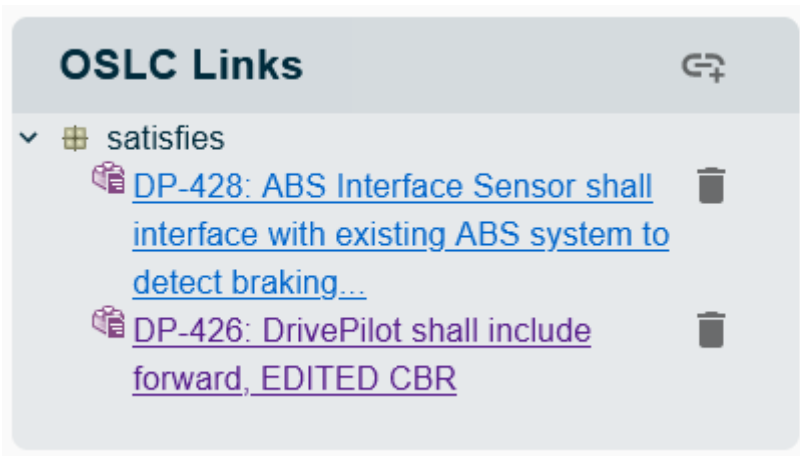 OSLC Links
satisfies
DP-428: ABS Interface Sensor shall
interface with existing ABS system to
detect braking...
DP-426: DrivePilot shall include
forward, EDITED CBR